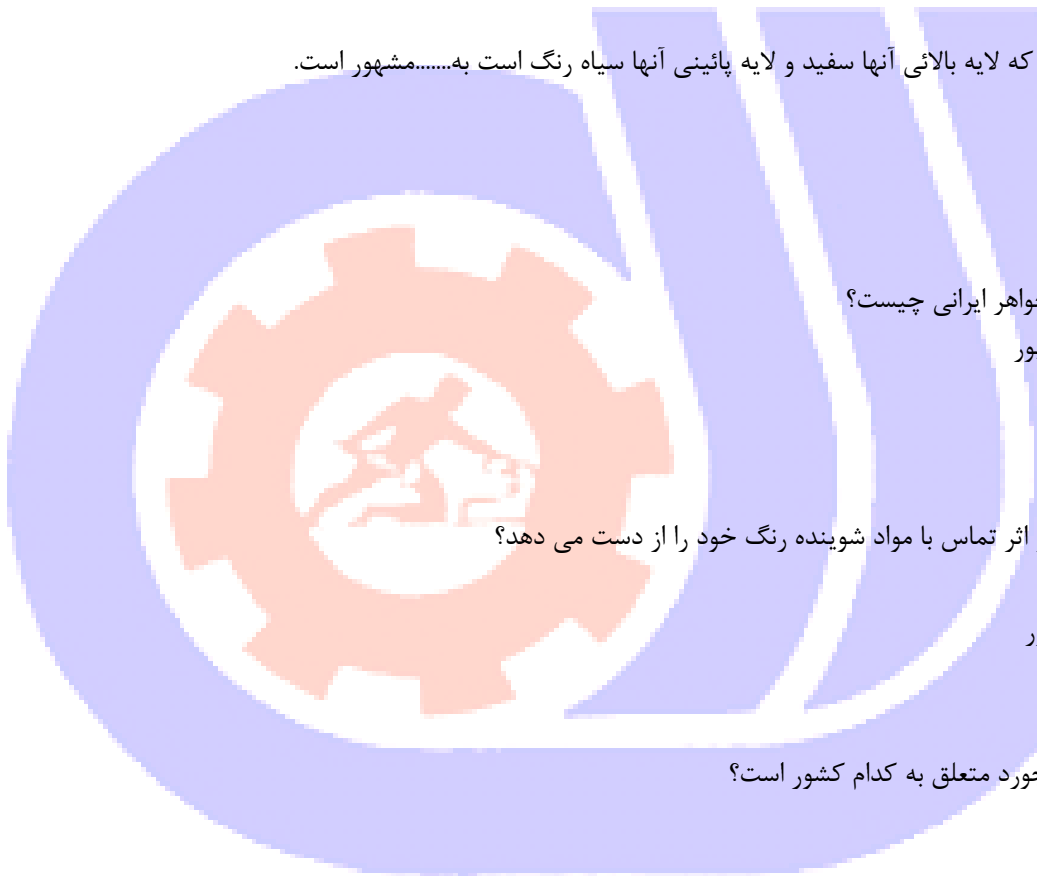 که لایه بالائی آنها سفید و لایه پائینی آنها سیاه رنگ است به.......مشهور است.
واهر ایرانی چیست؟
ور
اثر تماس با مواد شوینده رنگ خود را از دست می دهد؟
ر
ورد متعلق به کدام کشور است؟